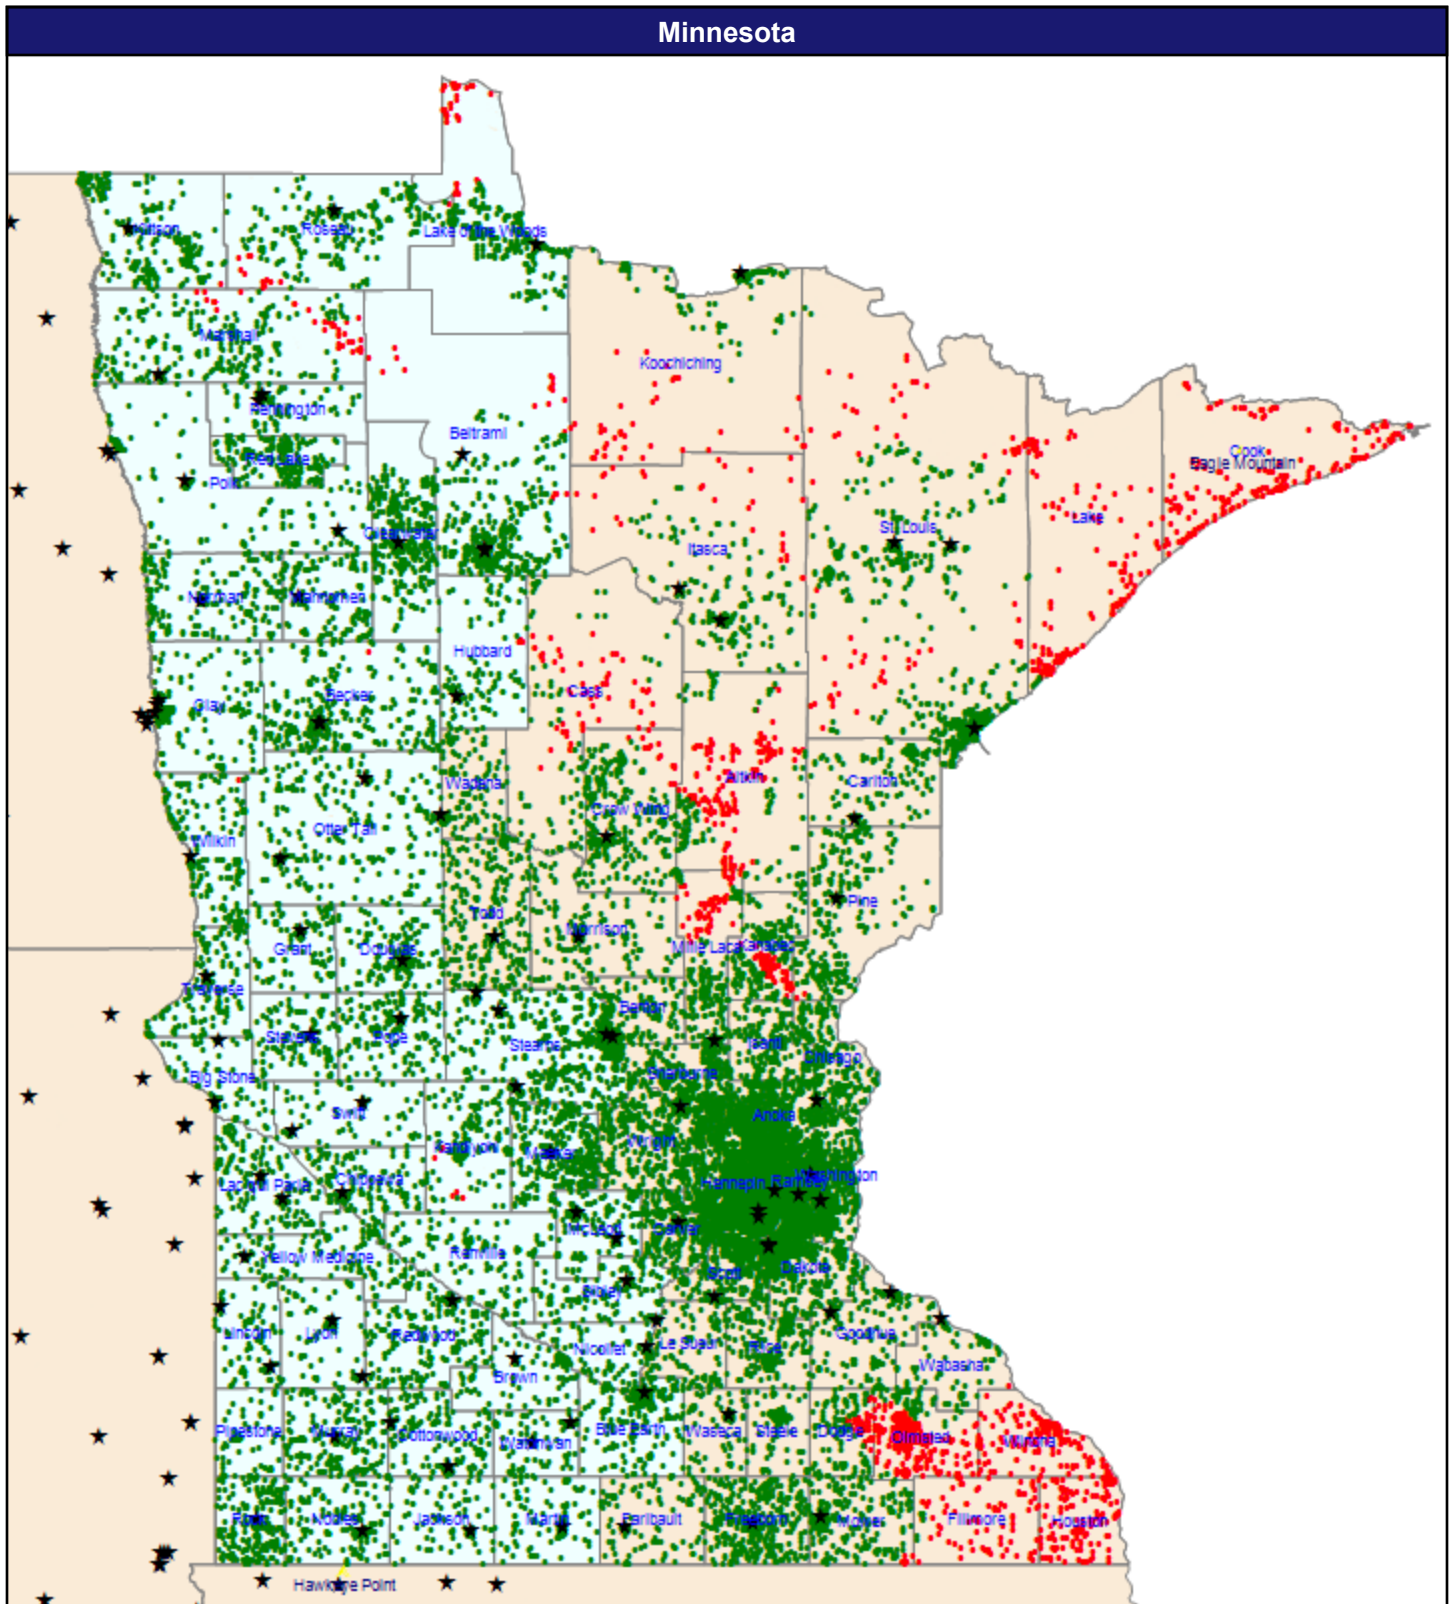 Minnesota
Kittson
Roseau
Lake of the Woods
Marshall
Koochiching
Pennington
Beltrami
Red Lake
Polk
Cook
Eagle Mountain
Clearwater
St. Louis
Lake
Itasca
Norman
Mahnomen
Hubbard
Cass
Clay
Becker
Wadena
Aitkin
Carlton
Crow Wing
Otter Tail
Wilkin
Pine
Todd
Morrison
Grant
Douglas
Mille Lacs
Kanabec
Traverse
Benton
Stevens
Pope
Stearns
Isanti
Chisago
Big Stone
Sherburne
Swift
Anoka
Kandiyohi
Meeker
Wright
Lac qui Parle
Chippewa
Hennepin
Ramsey
Washington
McLeod
Carver
Yellow Medicine
Renville
Scott
Dakota
Sibley
Lincoln
Lyon
Redwood
Nicollet
Le Sueur
Rice
Goodhue
Wabasha
Brown
Pipestone
Murray
Cottonwood
Watonwan
Blue Earth
Waseca
Steele
Dodge
Olmsted
Winona
Rock
Nobles
Jackson
Martin
Faribault
Freeborn
Mower
Fillmore
Houston
Hawkeye Point